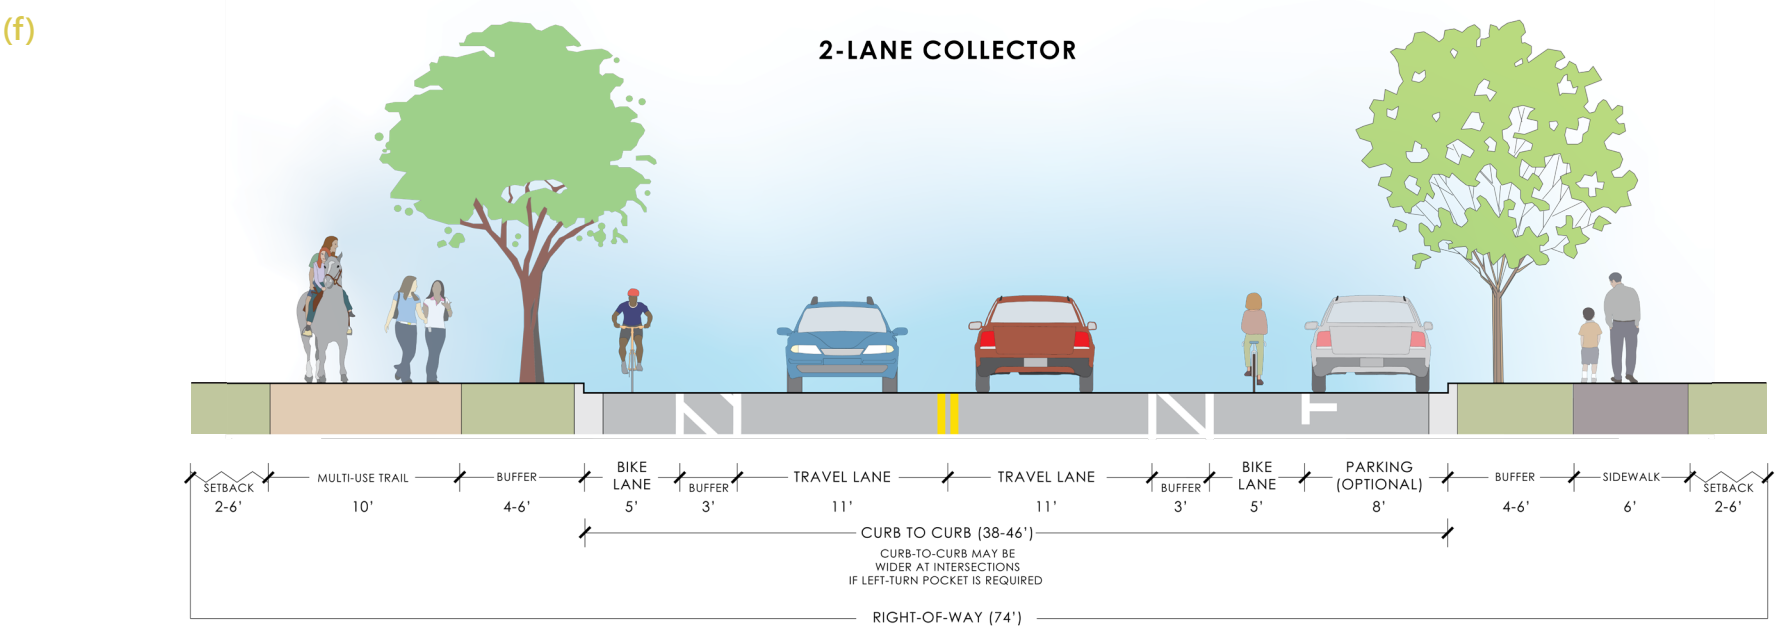 (f)
2-LANE COLLECTOR
SETBACK
2-6'
MULTI-USE TRAIL
10'
BUFFER
4-6'
BIKE
LANE
5'
BUFFER
3'
TRAVEL LANE
11'
TRAVEL LANE
11'
BUFFER
3'
BIKE
LANE
5'
PARKING
(OPTIONAL)
8'
BUFFER
4-6'
SIDEWALK
6'
SETBACK
2-6'
CURB TO CURB (38-46')
CURB-TO-CURB MAY BE
WIDER AT INTERSECTIONS
IF LEFT-TURN POCKET IS REQUIRED
RIGHT-OF-WAY (74')